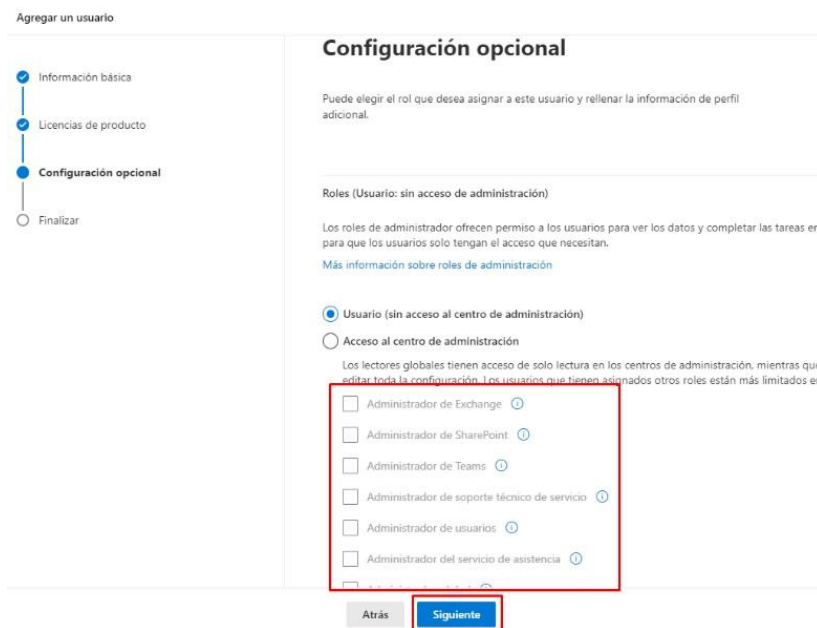 Agregar un usuario
Información básica
Licencias de producto
Configuración opcional
Finalizar
Configuración opcional
Puede elegir el rol que desea asignar a este usuario y rellenar la información de perfil
adicional.
Roles (Usuario: sin acceso de administración)
Los roles de administrador ofrecen permiso a los usuarios para ver los datos y completar las tareas en
para que los usuarios solo tengan el acceso que necesitan.
Más información sobre roles de administración
Usuario (sin acceso al centro de administración)
Acceso al centro de administración
Los lectores globales tienen acceso de solo lectura en los centros de administración, mientras que
editar toda la configuración. Los usuarios que tienen asignados otros roles están más limitados en
Administrador de Exchange
Administrador de SharePoint
Administrador de Teams
Administrador de soporte técnico de servicio
Administrador de usuarios
Administrador del servicio de asistencia
Atrás
Siguiente